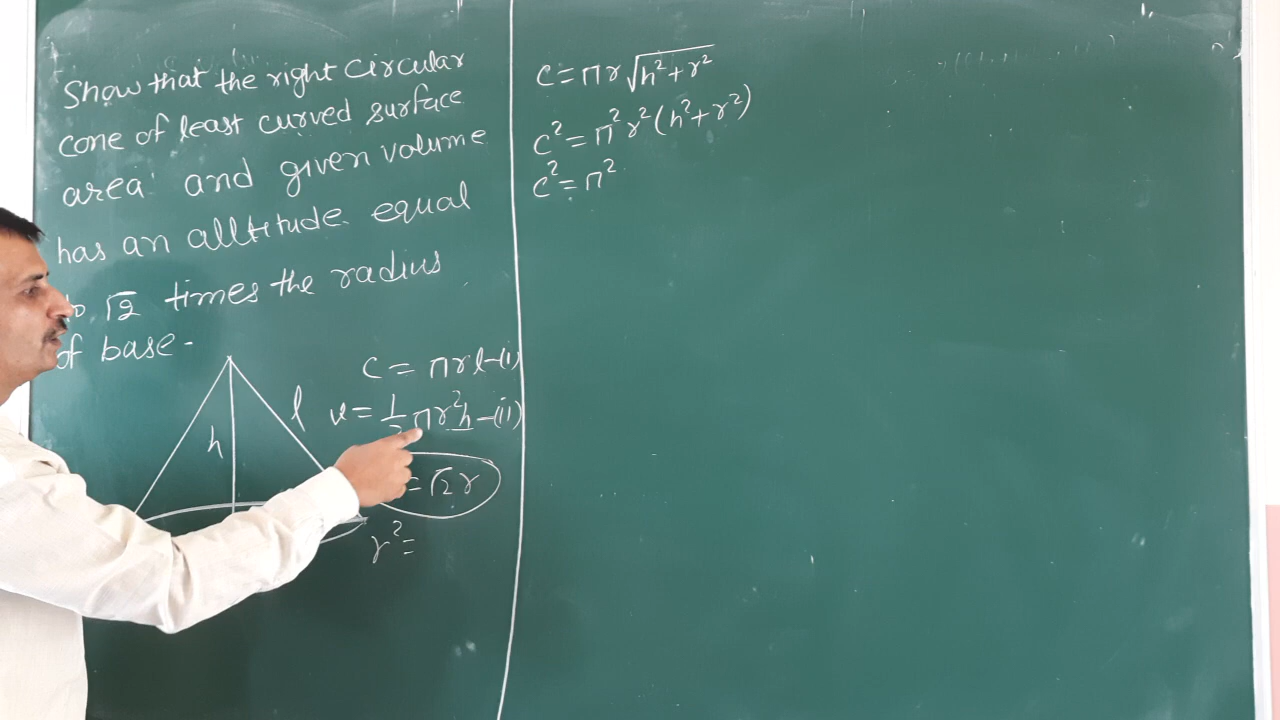 Show that the right Circular
cone of least curved surface
area and given volume
has an alltitude equal
√2 times the radius
of base-
h
l
C = πrl-(i)
v = 1/3 πr²h-(ii)
= √2r
r² =
C = πr√h²+r²
C² = π²r²(h²+r²)
C² = π²